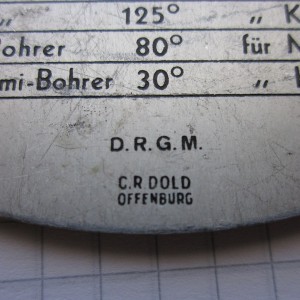 125° „ K
ohrer 80° für N
mi-Bohrer 30° „
D.R.G.M.
C.R DOLD
OFFENBURG